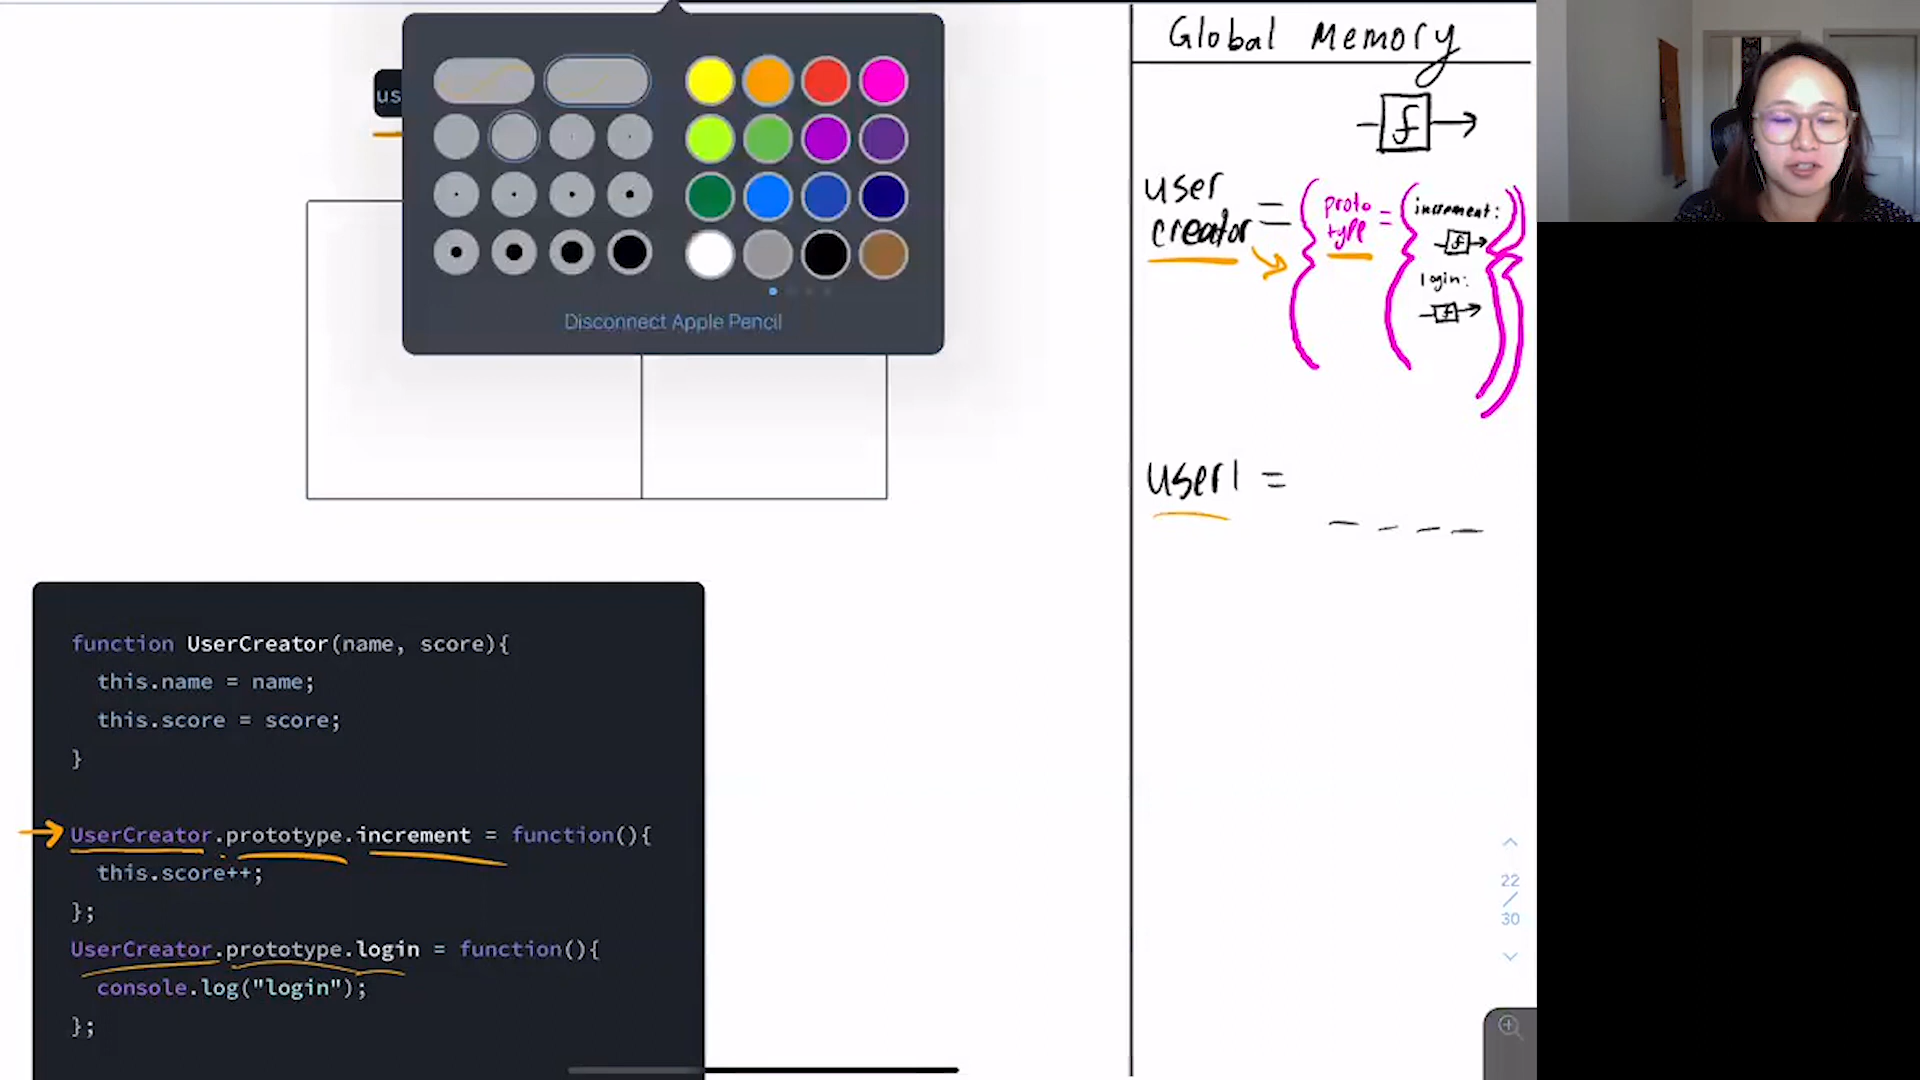 us
Disconnect Apple Pencil
Global Memory
f
user
creator = { proto
type = { increment:
f
login:
f
user1 =
function UserCreator(name, score){
this.name = name;
this.score = score;
}
UserCreator.prototype.increment = function(){
this.score++;
};
UserCreator.prototype.login = function(){
console.log("login");
};
22
/
30